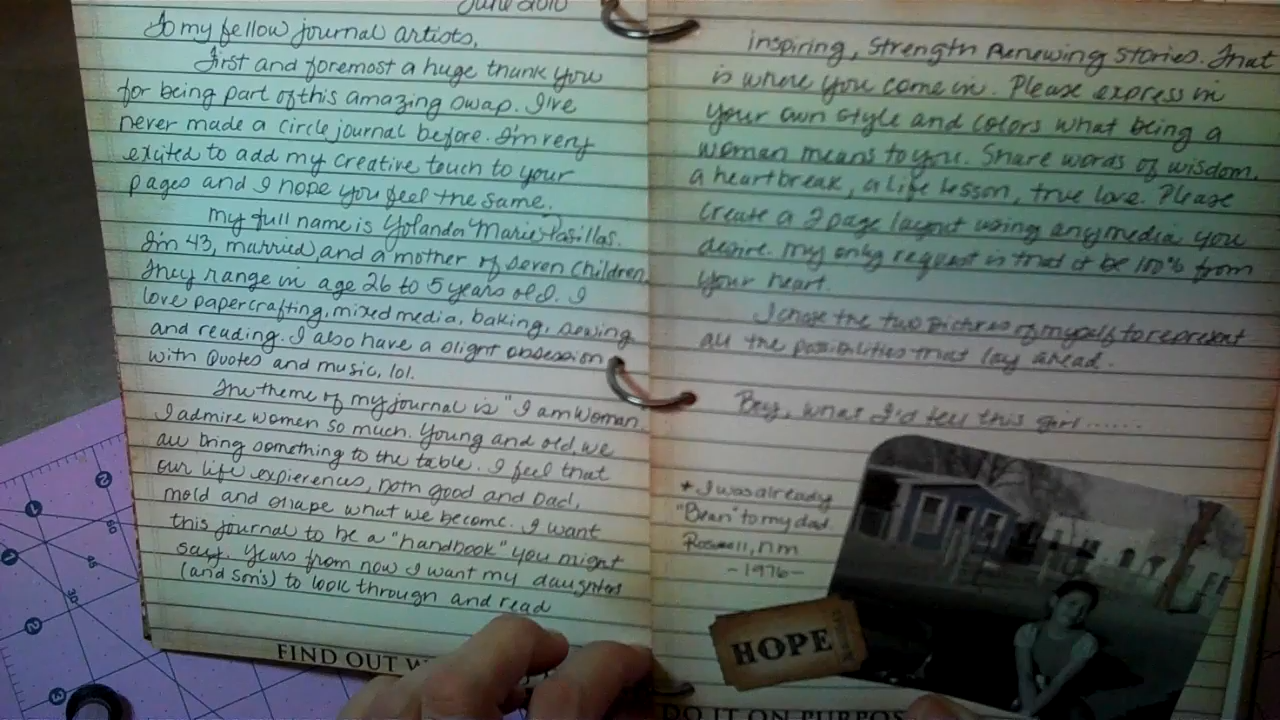 June 2010
To my fellow journal artists,
First and foremost a huge thank you
for being part of this amazing swap. I've
never made a circle journal before. I'm very
excited to add my creative touch to your
pages and I hope you feel the same.
My full name is Yolanda Marie Pasillas.
I'm 43, married, and a mother of seven children.
They range in age 26 to 5 years old. I
love papercrafting, mixed media, baking, sewing
and reading. I also have a slight obsession
with Quotes and music, lol.
The theme of my journal is "I am Woman.
I admire women so much. Young and old, we
all bring something to the table. I feel that
our life expierences, both good and bad,
mold and shape what we become. I want
this journal to be a "handbook" you might
say. Years from now I want my daughters
(and son's) to look through and read
FIND OUT W
inspiring, strength renewing stories. That
is where you come in. Please express in
your own style and colors what being a
woman means to you. Share words of wisdom,
a heartbreak, a life lesson, true love. Please
create a 2 page layout using any media you
desire. My only request is that it be 100% from
your heart.
I chose the two pictures of myself to represent
all the possibilities that lay ahead.
Boy, what I'd tell this girl......
* I was already
"Bean" to my dad
Roswell, nm
- 1976 -
HOPE
DO IT ON PURPOS